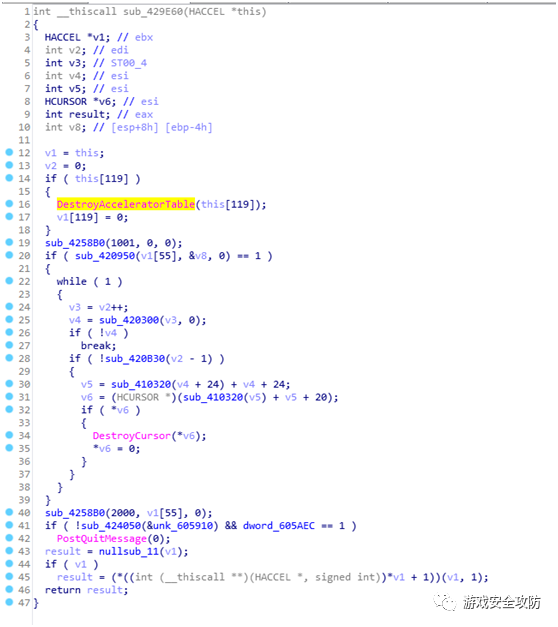 1 int __thiscall sub_429E60(HACCEL *this)
2 {
3 HACCEL *v1; // ebx
4 int v2; // edi
5 int v3; // ST00_4
6 int v4; // esi
7 int v5; // esi
8 HCURSOR *v6; // esi
9 int result; // eax
10 int v8; // [esp+8h] [ebp-4h]
11
12 v1 = this;
13 v2 = 0;
14 if ( this[119] )
15 {
16 DestroyAcceleratorTable(this[119]);
17 v1[119] = 0;
18 }
19 sub_4258B0(1001, 0, 0);
20 if ( sub_420950(v1[55], &v8, 0) == 1 )
21 {
22 while ( 1 )
23 {
24 v3 = v2++;
25 v4 = sub_420300(v3, 0);
26 if ( !v4 )
27 break;
28 if ( !sub_420B30(v2 - 1) )
29 {
30 v5 = sub_410320(v4 + 24) + v4 + 24;
31 v6 = (HCURSOR *)(sub_410320(v5) + v5 + 20);
32 if ( *v6 )
33 {
34 DestroyCursor(*v6);
35 *v6 = 0;
36 }
37 }
38 }
39 }
40 sub_4258B0(2000, v1[55], 0);
41 if ( !sub_424050(&unk_605910) && dword_605AEC == 1 )
42 PostQuitMessage(0);
43 result = nullsub_11(v1);
44 if ( v1 )
45 result = (*((int (__thiscall **)(HACCEL *, signed int))*v1 + 1))(v1, 1);
46 return result;
47 }
游戏安全攻防